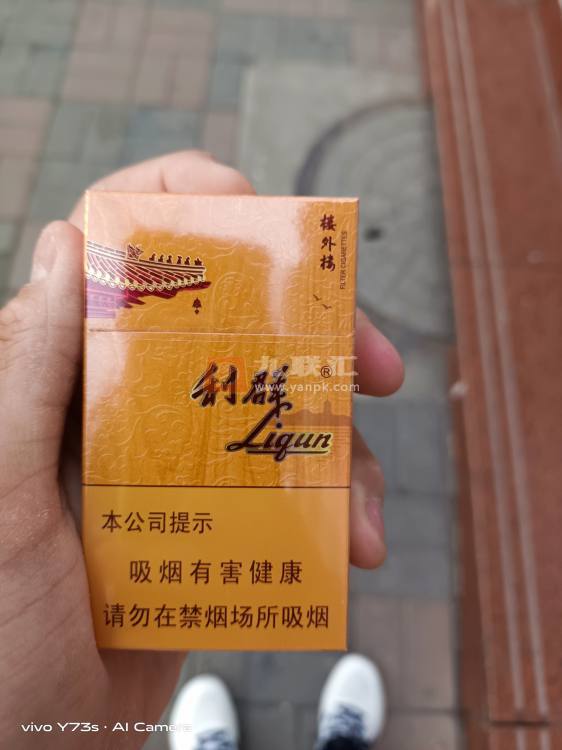 楼外楼
FILTER CIGARETTES
九联汇
www.yanpk.com
利群®
Liqun
本公司提示
吸烟有害健康
请勿在禁烟场所吸烟
vivo Y73s · AI Camera